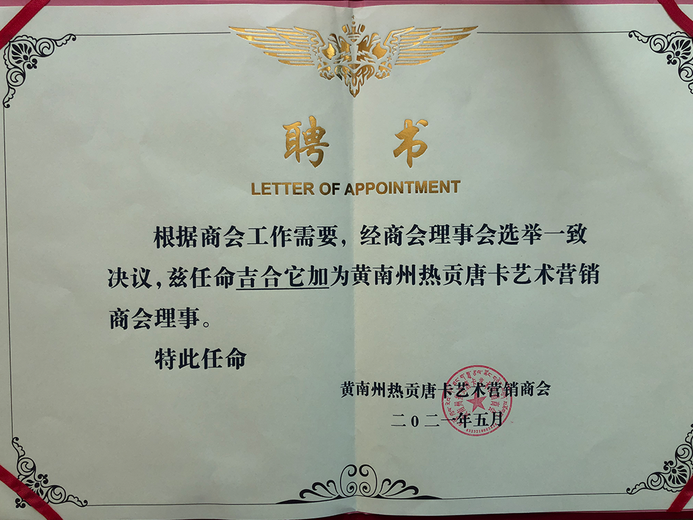 聘书
LETTER OF APPOINTMENT
根据商会工作需要，经商会理事会选举一致
决议，兹任命吉合它加为黄南州热贡唐卡艺术营销
商会理事。
特此任命
黄南州热贡唐卡艺术营销商会
二〇二一年五月